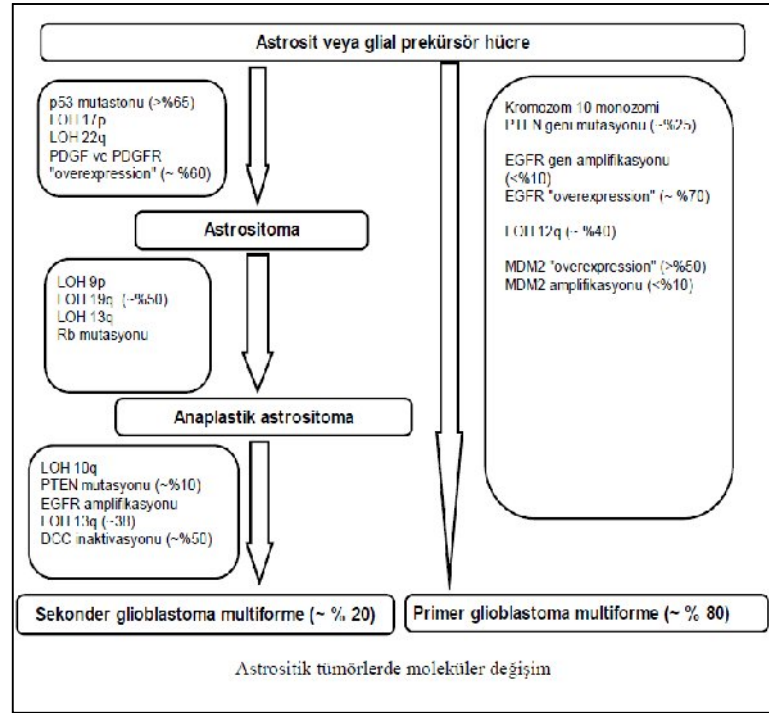 Astrosit veya glial prekürsör hücre
p53 mutastonu (>%65)
LOH 17p
LOH 22q
PDGF vc PDGFR
"overexpression" (~ %60)
Astrositoma
LOH 9p
LOH 19q (~%50)
LOH 13q
Rb mutasyonu
Anaplastik astrositoma
LOH 10q
PTEN mutasyonu (~%10)
EGFR amplifikasyonu
LOH 13q (~38)
DCC inaktivasyonu (~%50)
Sekonder glioblastoma multiforme (~ % 20)
Kromozom 10 monozomi
PTEN geni mutasyonu (~%25)
EGFR gen amplifikasyonu
(<%10)
EGFR "overexpression" (~ %70)
LOH 12q (~ %40)
MDM2 "overexpression" (>%50)
MDM2 amplifikasyonu (<%10)
Primer glioblastoma multiforme (~ % 80)
Astrositik tümörlerde moleküler değişim